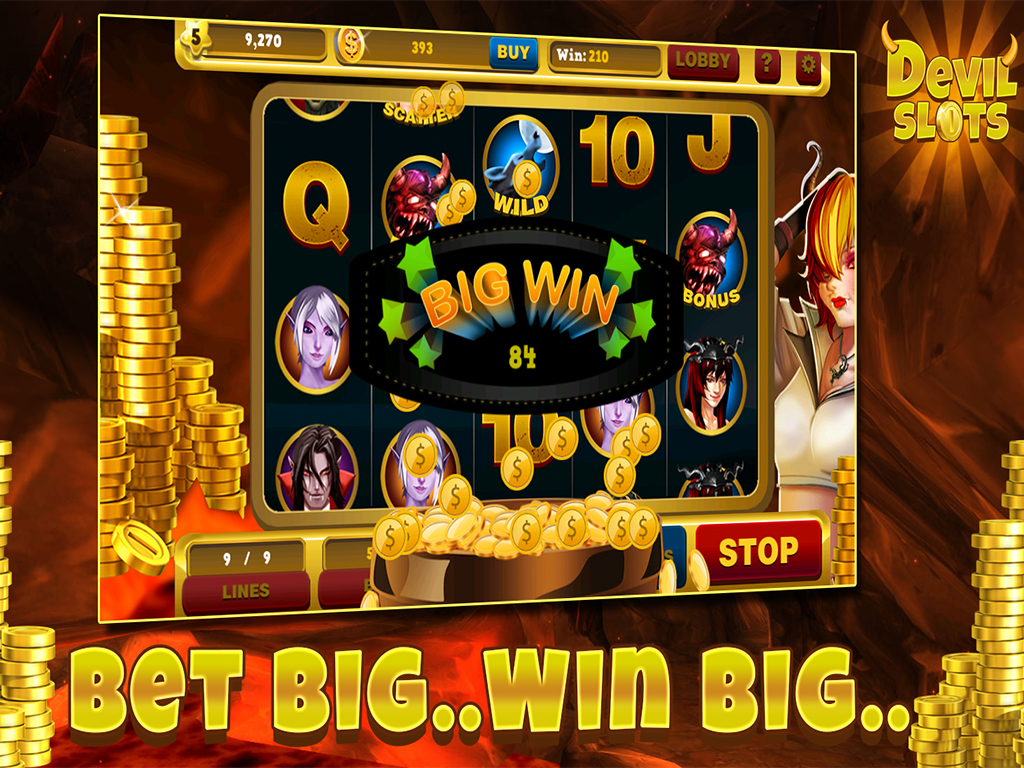 5 9,270 $ 393 BUY Win: 210 LOBBY ?
DEVIL
SLOTS
SCATTER
Q
WILD
10
J
BONUS
BIG WIN
84
10
9 / 9
LINES
STOP
BET BIG..WIN BIG..